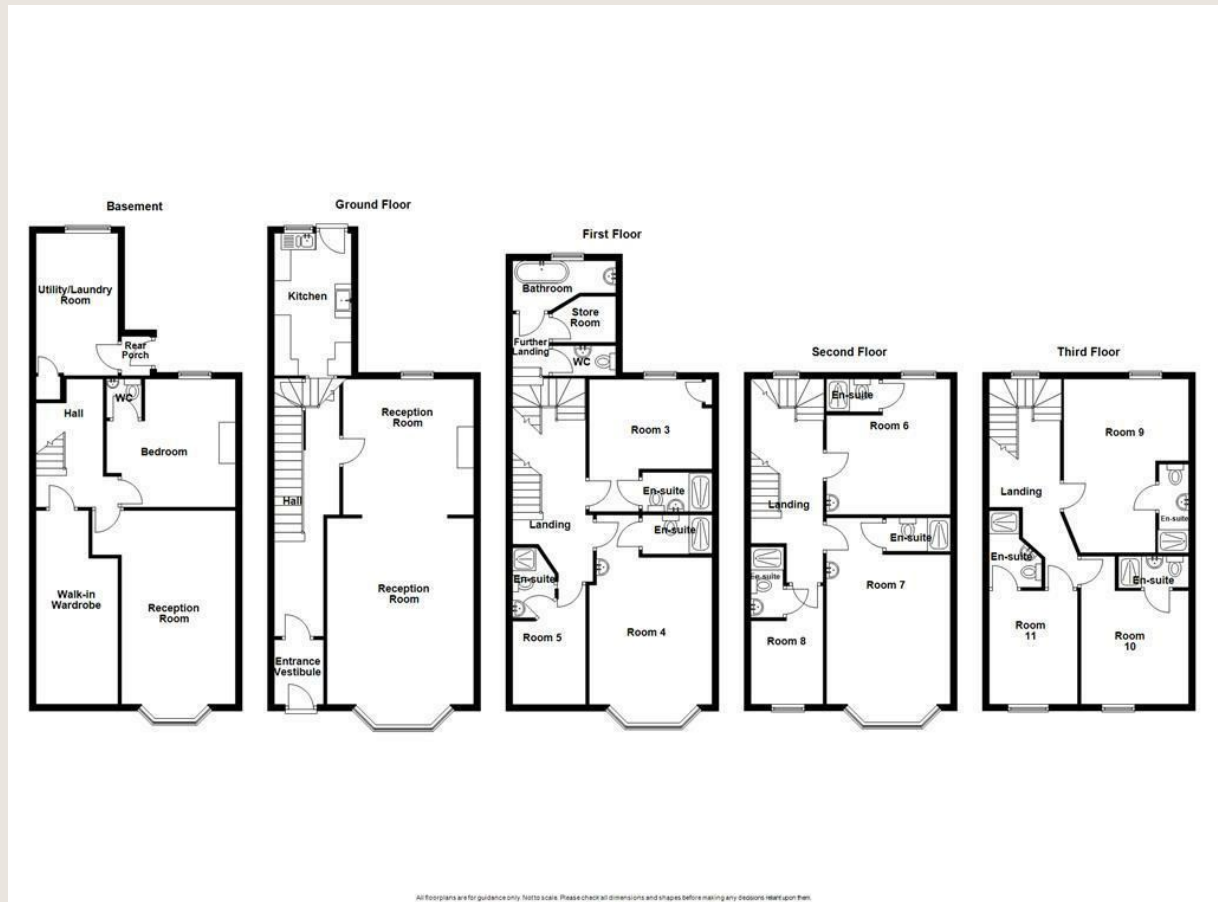 Basement
Utility/Laundry
Room
Rear
Porch
WC
Hall
Bedroom
Walk-in
Wardrobe
Reception
Room
Ground Floor
Kitchen
Reception
Room
Hall
Reception
Room
Entrance
Vestibule
First Floor
Bathroom
Store
Room
Further
Landing
WC
Room 3
En-suite
Landing
En-suite
En-suite
Room 5
Room 4
Second Floor
En-suite
Room 6
Landing
En-suite
En-suite
Room 7
Room 8
Third Floor
Room 9
Landing
En-suite
En-suite
En-suite
Room
11
Room
10
All floorplans are for guidance only. Not to scale. Please check all dimensions and shapes before making any decisions reliant upon them.